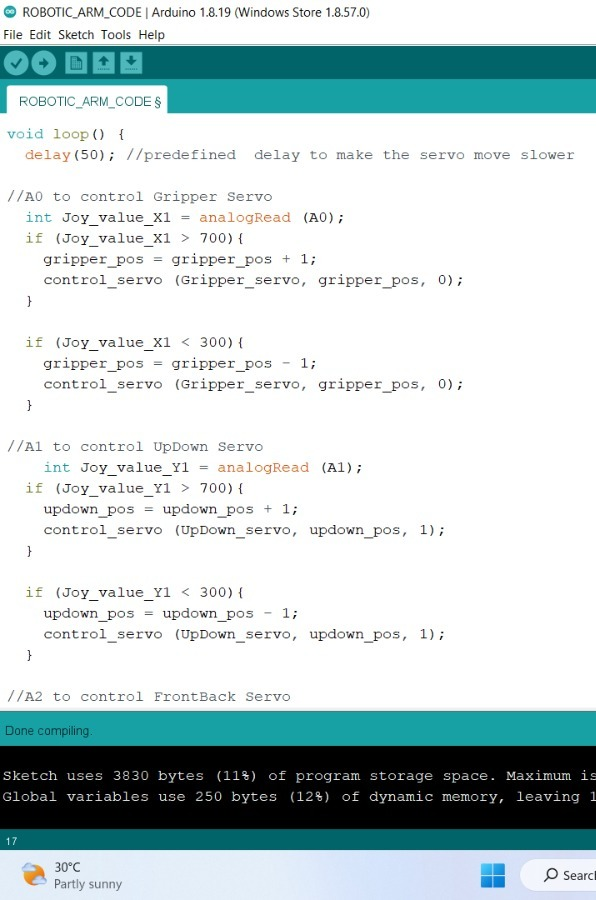 ROBOTIC_ARM_CODE | Arduino 1.8.19 (Windows Store 1.8.57.0)
File Edit Sketch Tools Help
ROBOTIC_ARM_CODE §
void loop() {
  delay(50); //predefined  delay to make the servo move slower
//A0 to control Gripper Servo
  int Joy_value_X1 = analogRead (A0);
  if (Joy_value_X1 > 700){
    gripper_pos = gripper_pos + 1;
    control_servo (Gripper_servo, gripper_pos, 0);
  }
  if (Joy_value_X1 < 300){
    gripper_pos = gripper_pos - 1;
    control_servo (Gripper_servo, gripper_pos, 0);
  }
//A1 to control UpDown Servo
    int Joy_value_Y1 = analogRead (A1);
  if (Joy_value_Y1 > 700){
    updown_pos = updown_pos + 1;
    control_servo (UpDown_servo, updown_pos, 1);
  }
  if (Joy_value_Y1 < 300){
    updown_pos = updown_pos - 1;
    control_servo (UpDown_servo, updown_pos, 1);
  }
//A2 to control FrontBack Servo
Done compiling.
Sketch uses 3830 bytes (11%) of program storage space. Maximum is
Global variables use 250 bytes (12%) of dynamic memory, leaving 1
17
30°C
Partly sunny
Search